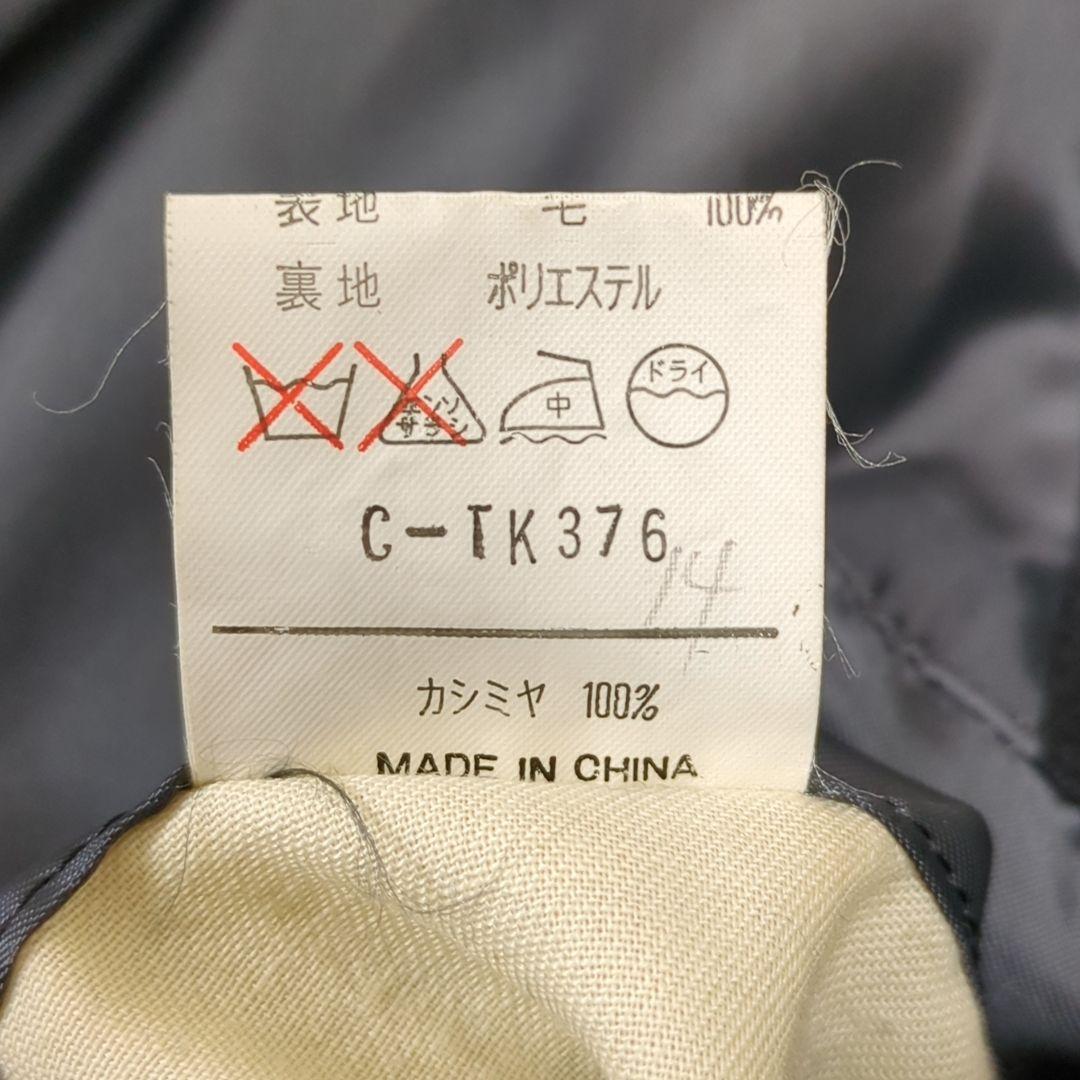 表地 毛 100%
裏地 ポリエステル
中 ドライ
C-TK376
14
カシミヤ 100%
MADE IN CHINA